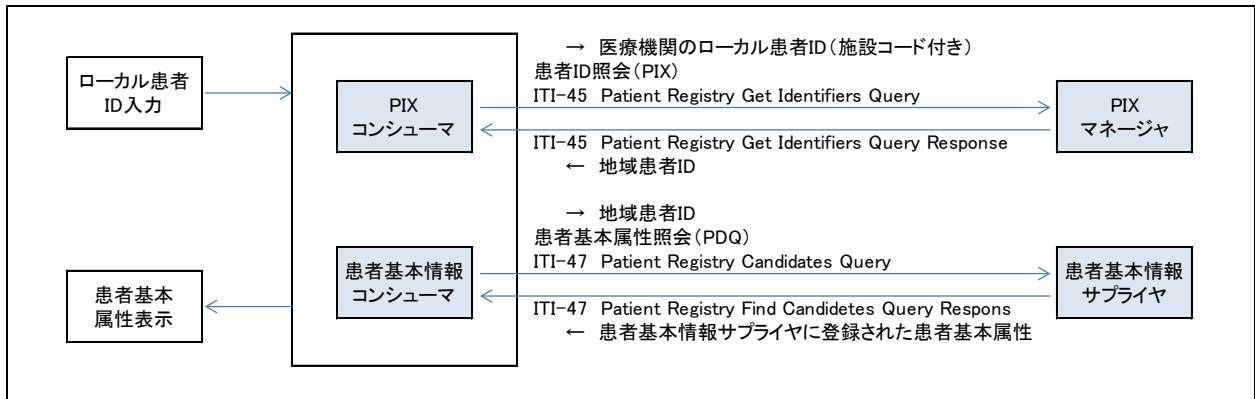 ローカル患者
ID入力
PIX
コンシューマ
→ 医療機関のローカル患者ID(施設コード付き)
患者ID照会(PIX)
ITI-45 Patient Registry Get Identifiers Query
ITI-45 Patient Registry Get Identifiers Query Response
← 地域患者ID
PIX
マネージャ
患者基本
属性表示
患者基本情報
コンシューマ
→ 地域患者ID
患者基本属性照会(PDQ)
ITI-47 Patient Registry Candidates Query
ITI-47 Patient Registry Find Candidetes Query Respons
← 患者基本情報サプライヤに登録された患者基本属性
患者基本情報
サプライヤ